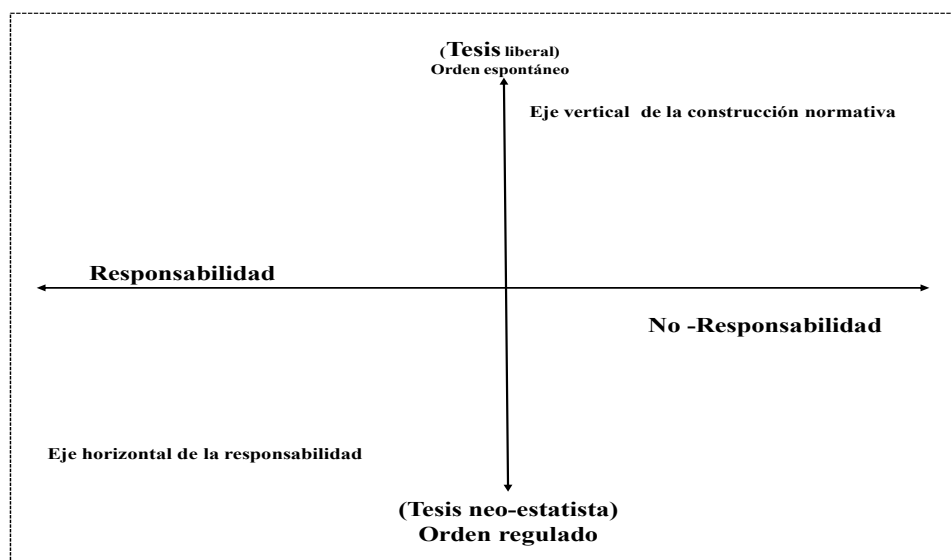 (Tesis liberal)
Orden espontáneo
Eje vertical de la construcción normativa
Responsabilidad
No -Responsabilidad
Eje horizontal de la responsabilidad
(Tesis neo-estatista)
Orden regulado